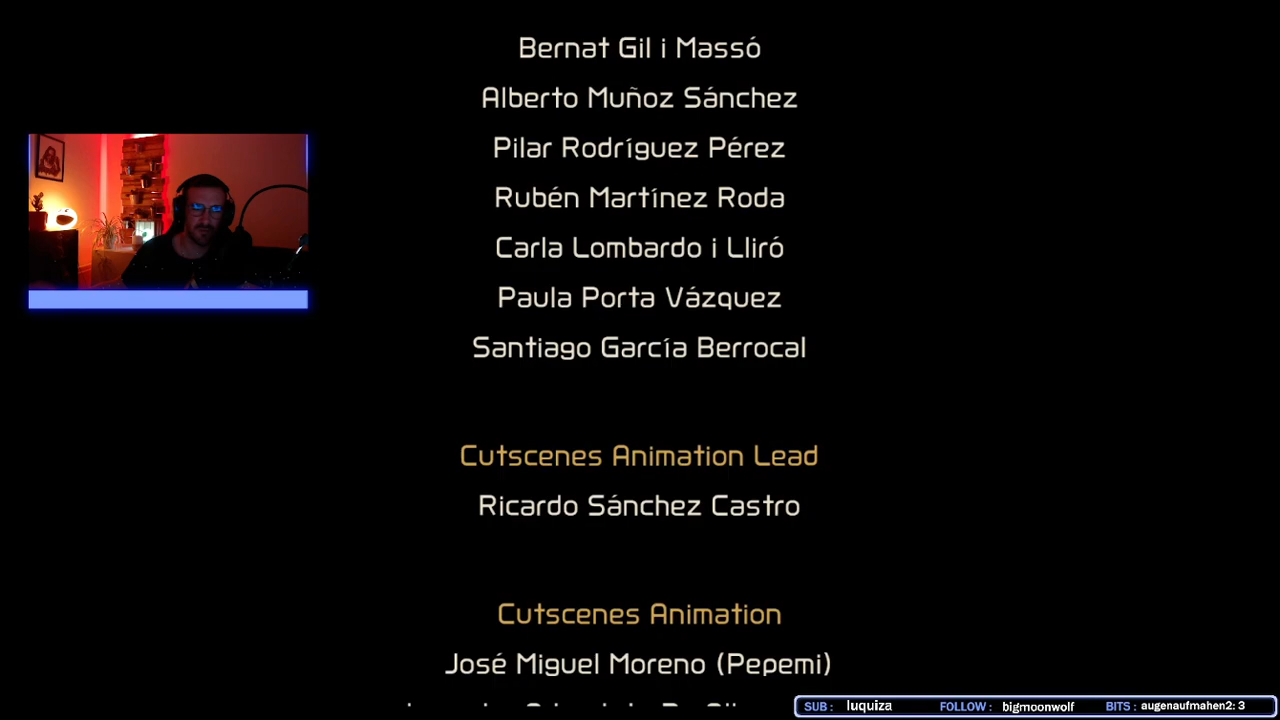 Bernat Gil i Massó
Alberto Muñoz Sánchez
Pilar Rodríguez Pérez
Rubén Martínez Roda
Carla Lombardo i Lliró
Paula Porta Vázquez
Santiago García Berrocal
Cutscenes Animation Lead
Ricardo Sánchez Castro
Cutscenes Animation
José Miguel Moreno (Pepemi)
SUB : luquiza FOLLOW : bigmoonwolf BITS : augenaufmahen2: 3